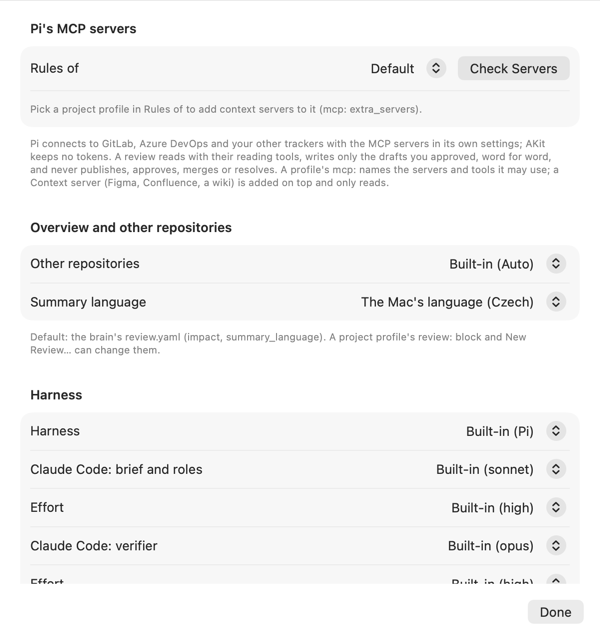 Pi's MCP servers
Rules of Default Check Servers
Pick a project profile in Rules of to add context servers to it (mcp: extra_servers).
Pi connects to GitLab, Azure DevOps and your other trackers with the MCP servers in its own settings; AKit
keeps no tokens. A review reads with their reading tools, writes only the drafts you approved, word for word,
and never publishes, approves, merges or resolves. A profile's mcp: names the servers and tools it may use; a
Context server (Figma, Confluence, a wiki) is added on top and only reads.
Overview and other repositories
Other repositories Built-in (Auto)
Summary language The Mac's language (Czech)
Default: the brain's review.yaml (impact, summary_language). A project profile's review: block and New
Review... can change them.
Harness
Harness Built-in (Pi)
Claude Code: brief and roles Built-in (sonnet)
Effort Built-in (high)
Claude Code: verifier Built-in (opus)
Effort Built-in (high)
Done